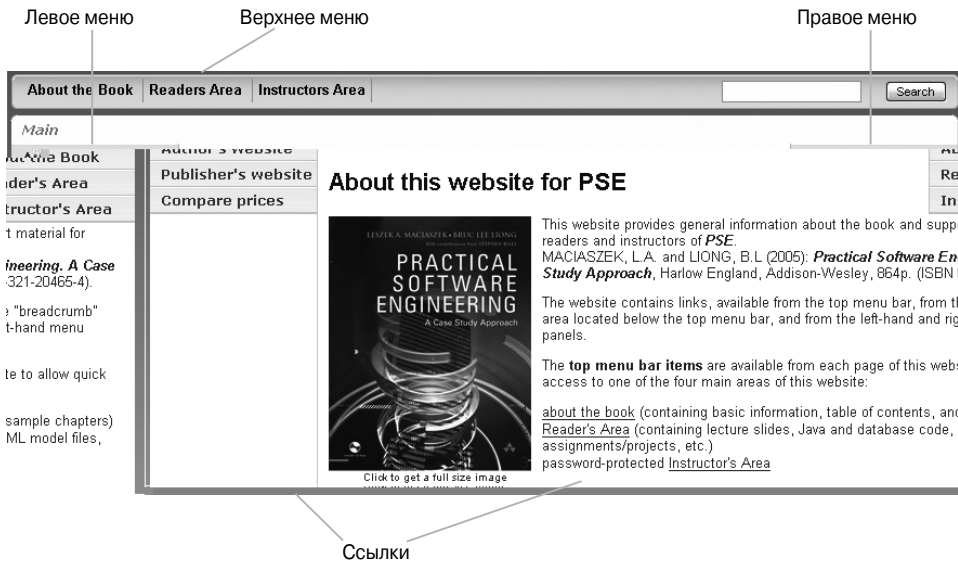 Левое меню
Верхнее меню
Правое меню
About the Book
Readers Area
Instructors Area
Search
Main
the Book
der's Area
tructor's Area
t material for
ineering. A Case
-321-20465-4).
"breadcrumb"
t-hand menu
te to allow quick
sample chapters)
ML model files,
Author's website
Publisher's website
Compare prices
About this website for PSE
LESZEK A. MACIASZEK • BRUC LEE LIONG
With contributions from STEPHEN BILLS
PRACTICAL
SOFTWARE
ENGINEERING
A Case Study Approach
Click to get a full size image
This website provides general information about the book and supp
readers and instructors of PSE.
MACIASZEK, L.A. and LIONG, B.L (2005): Practical Software En
Study Approach, Harlow England, Addison-Wesley, 864p. (ISBN
The website contains links, available from the top menu bar, from th
area located below the top menu bar, and from the left-hand and rig
panels.
The top menu bar items are available from each page of this webs
access to one of the four main areas of this website:
about the book (containing basic information, table of contents, and
Reader's Area (containing lecture slides, Java and database code,
assignments/projects, etc.)
password-protected Instructor's Area
Re
In
Ссылки